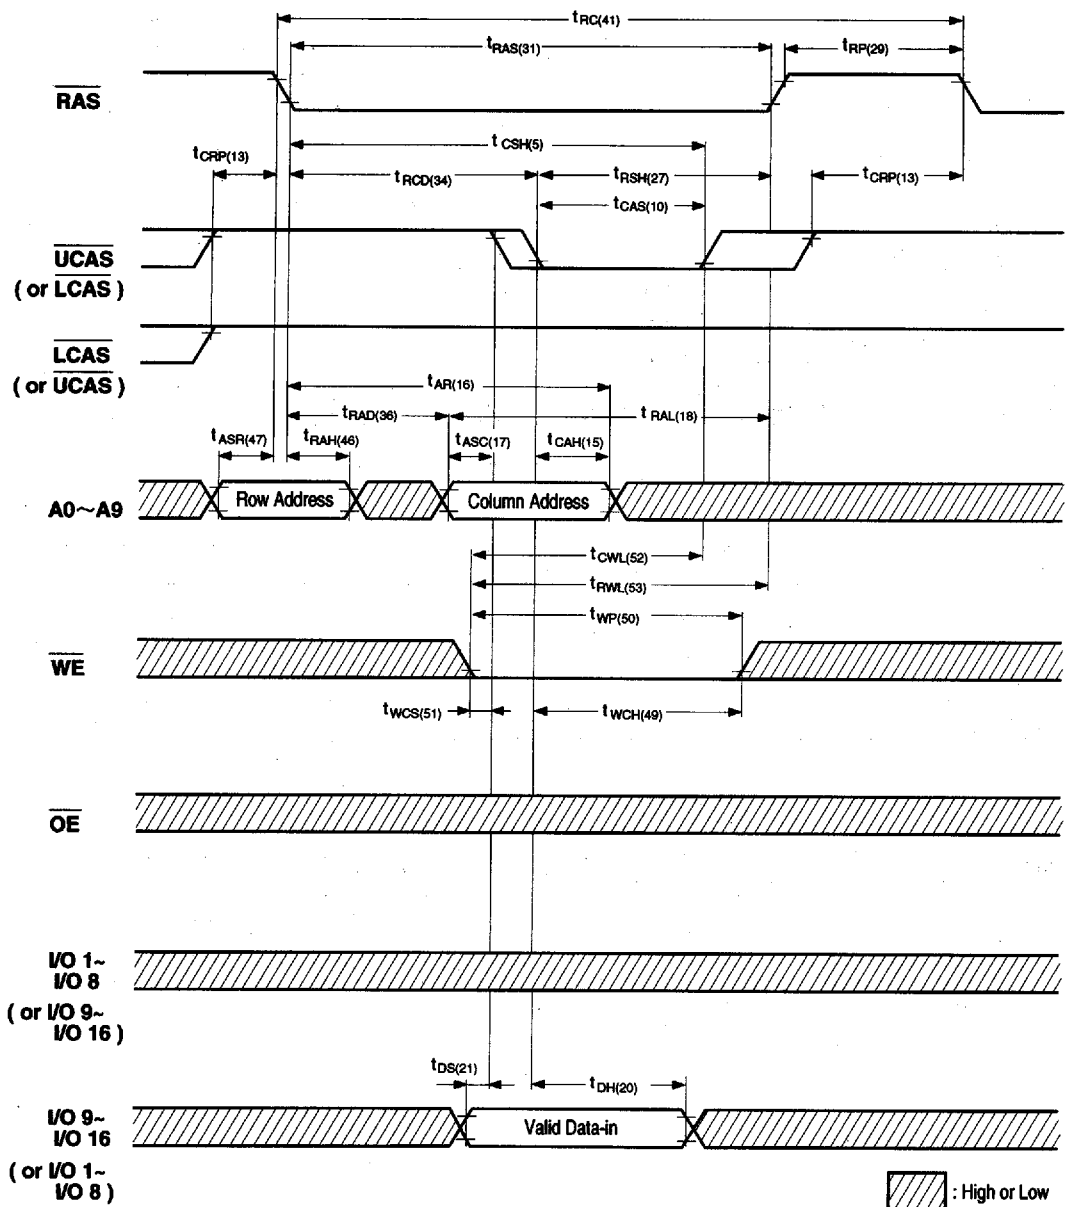 tRC(41)
tRAS(31)
tRP(29)
RAS
tCSH(5)
tCRP(13)
tRCD(34)
tRSH(27)
tCRP(13)
tCAS(10)
UCAS
( or LCAS )
LCAS
( or UCAS )
tAR(16)
tRAD(36)
tRAL(18)
tASR(47)
tRAH(46)
tASC(17)
tCAH(15)
A0~A9
Row Address
Column Address
tCWL(52)
tRWL(53)
tWP(50)
WE
tWCS(51)
tWCH(49)
OE
I/O 1~
I/O 8
( or I/O 9~
I/O 16 )
tDS(21)
tDH(20)
I/O 9~
I/O 16
Valid Data-in
( or I/O 1~
I/O 8 )
: High or Low